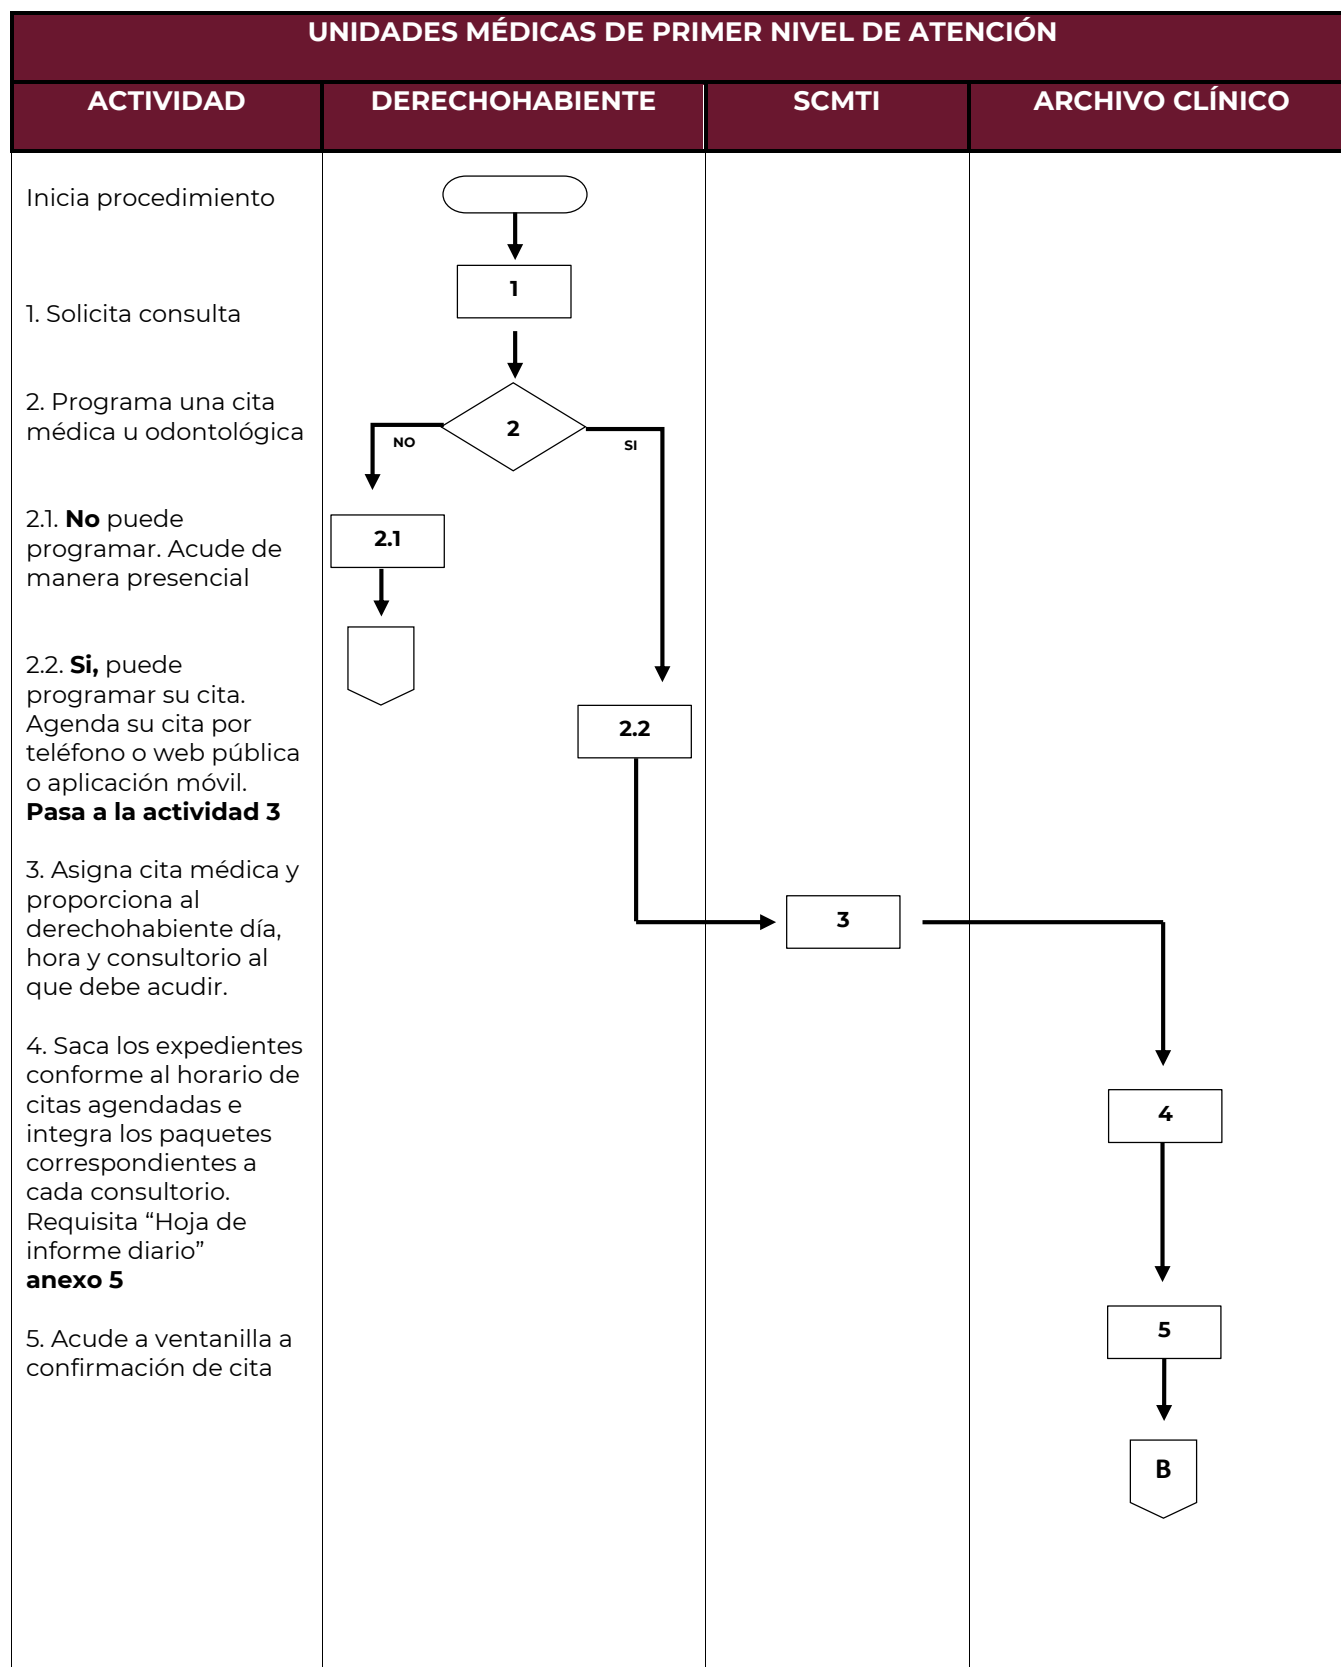 UNIDADES MÉDICAS DE PRIMER NIVEL DE ATENCIÓN
ACTIVIDAD
DERECHOHABIENTE
SCMTI
ARCHIVO CLÍNICO
Inicia procedimiento
1. Solicita consulta
2. Programa una cita
médica u odontológica
2.1. No puede
programar. Acude de
manera presencial
2.2. Si, puede
programar su cita.
Agenda su cita por
teléfono o web pública
o aplicación móvil.
Pasa a la actividad 3
3. Asigna cita médica y
proporciona al
derechohabiente día,
hora y consultorio al
que debe acudir.
4. Saca los expedientes
conforme al horario de
citas agendadas e
integra los paquetes
correspondientes a
cada consultorio.
Requisita “Hoja de
informe diario”
anexo 5
5. Acude a ventanilla a
confirmación de cita
1
2
NO
SI
2.1
2.2
3
4
5
B